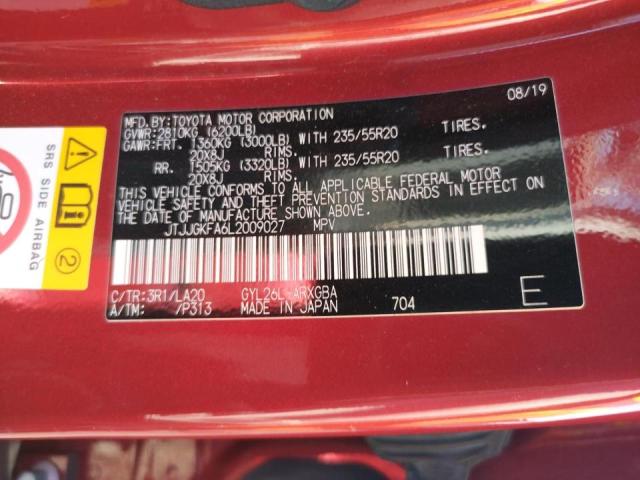 08/19
MFD. BY: TOYOTA MOTOR CORPORATION
GVWR: 2810KG (6200LB)
GAWR: FRT. 1360KG (3000LB) WITH 235/55R20 TIRES.
20X8J RIMS.
RR. 1505KG (3320LB) WITH 235/55R20 TIRES.
20X8J RIMS.
THIS VEHICLE CONFORMS TO ALL APPLICABLE FEDERAL MOTOR
VEHICLE SAFETY AND THEFT PREVENTION STANDARDS IN EFFECT ON
THE DATE OF MANUFACTURE SHOWN ABOVE.
JTJJGKFA6L2009027 MPV
C/TR: 3R1/LA20 GYL26L-ARXGBA
A/TM: /P313 MADE IN JAPAN 704
E
SRS SIDE AIRBAG
2